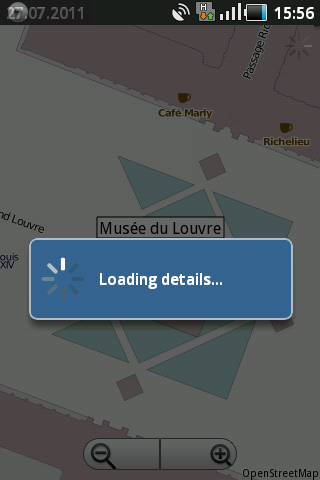 27.07.2011
H
15:56
Passage Ric
Café Marly
Richelieu
nd Louvre
Musée du Louvre
ouis
XIV
Loading details...
OpenStreetMap